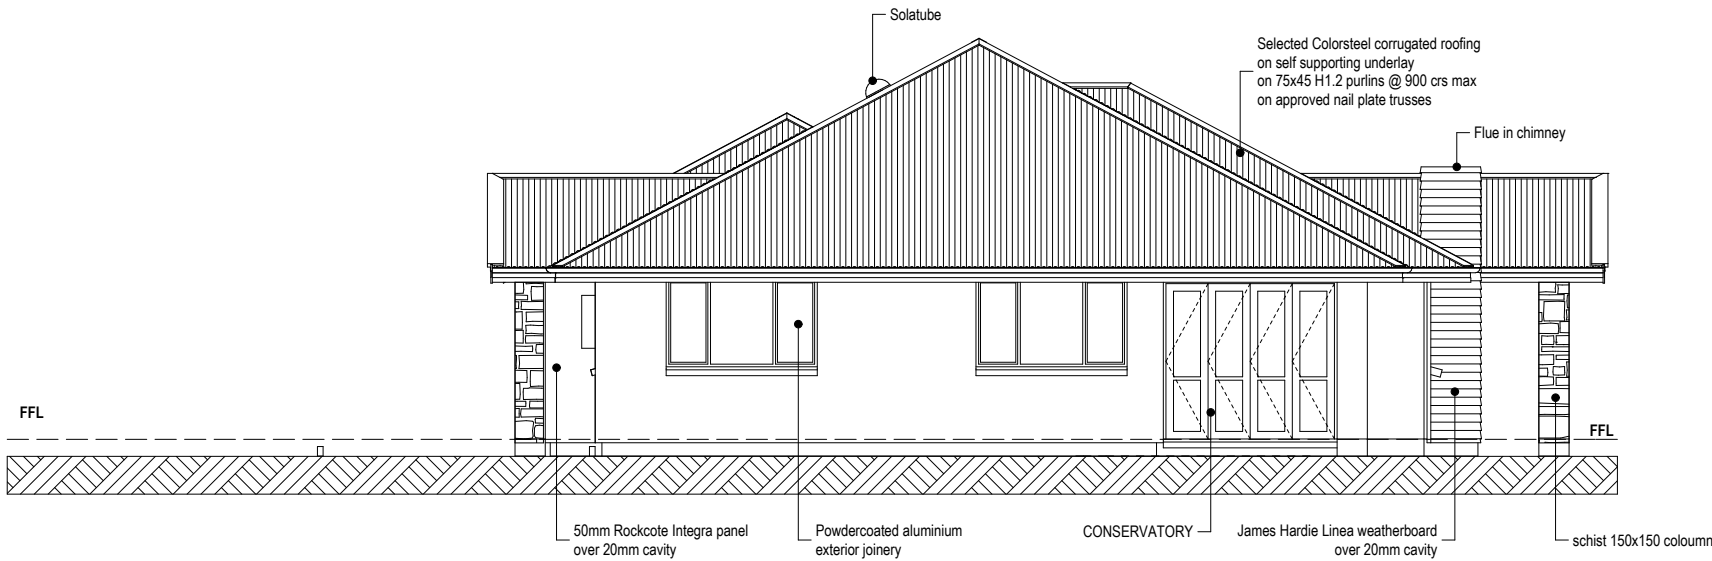 Solatube
Selected Colorsteel corrugated roofing
on self supporting underlay
on 75x45 H1.2 purlins @ 900 crs max
on approved nail plate trusses
Flue in chimney
FFL
FFL
50mm Rockcote Integra panel
over 20mm cavity
Powdercoated aluminium
exterior joinery
CONSERVATORY
James Hardie Linea weatherboard
over 20mm cavity
schist 150x150 coloumn